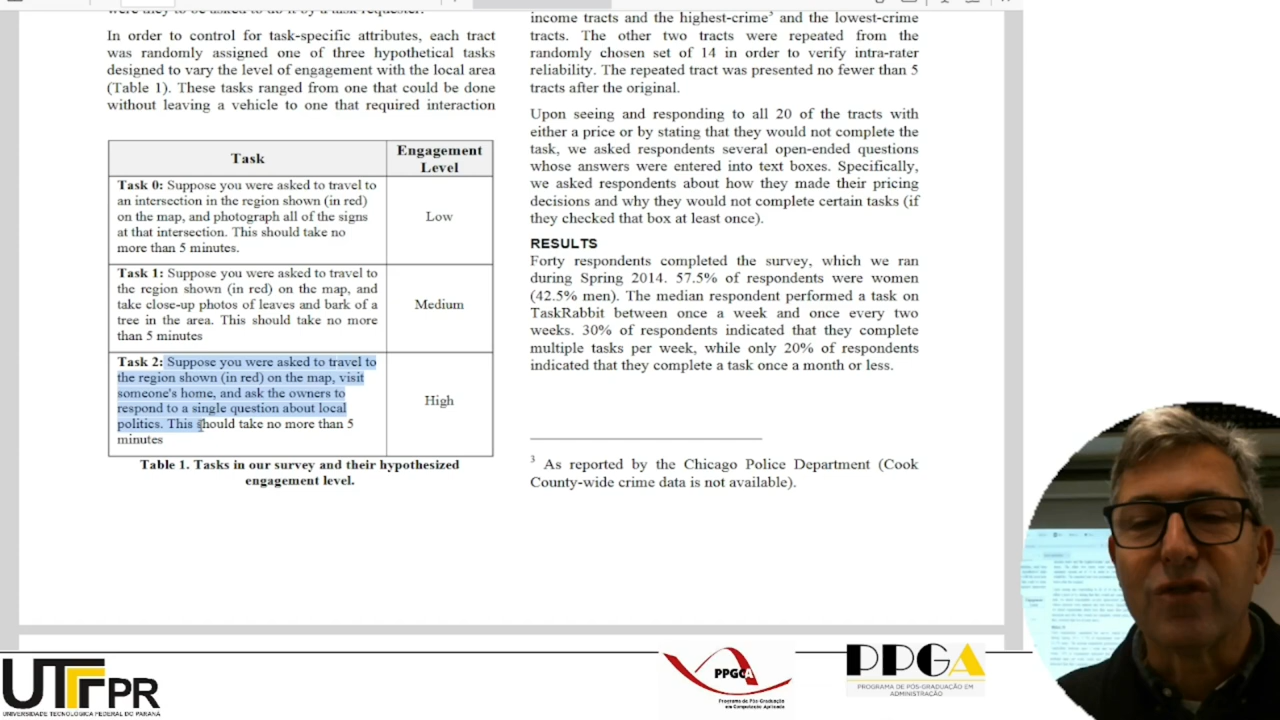 were they to be asked to do it by a task requester.
In order to control for task-specific attributes, each tract
was randomly assigned one of three hypothetical tasks
designed to vary the level of engagement with the local area
(Table 1). These tasks ranged from one that could be done
without leaving a vehicle to one that required interaction
Task
Engagement
Level
Task 0: Suppose you were asked to travel to
an intersection in the region shown (in red)
on the map, and photograph all of the signs
at that intersection. This should take no
more than 5 minutes.
Low
Task 1: Suppose you were asked to travel to
the region shown (in red) on the map, and
take close-up photos of leaves and bark of a
tree in the area. This should take no more
than 5 minutes
Medium
Task 2: Suppose you were asked to travel to
the region shown (in red) on the map, visit
someone's home, and ask the owners to
respond to a single question about local
politics. This should take no more than 5
minutes
High
Table 1. Tasks in our survey and their hypothesized
engagement level.
income tracts and the highest-crime³ and the lowest-crime
tracts. The other two tracts were repeated from the
randomly chosen set of 14 in order to verify intra-rater
reliability. The repeated tract was presented no fewer than 5
tracts after the original.
Upon seeing and responding to all 20 of the tracts with
either a price or by stating that they would not complete the
task, we asked respondents several open-ended questions
whose answers were entered into text boxes. Specifically,
we asked respondents about how they made their pricing
decisions and why they would not complete certain tasks (if
they checked that box at least once).
RESULTS
Forty respondents completed the survey, which we ran
during Spring 2014. 57.5% of respondents were women
(42.5% men). The median respondent performed a task on
TaskRabbit between once a week and once every two
weeks. 30% of respondents indicated that they complete
multiple tasks per week, while only 20% of respondents
indicated that they complete a task once a month or less.
³ As reported by the Chicago Police Department (Cook
County-wide crime data is not available).
UTFPR
UNIVERSIDADE TECNOLÓGICA FEDERAL DO PARANÁ
PPGCA
Programa de Pós-Graduação
em Computação Aplicada
PPGA
PROGRAMA DE PÓS-GRADUAÇÃO EM
ADMINISTRAÇÃO